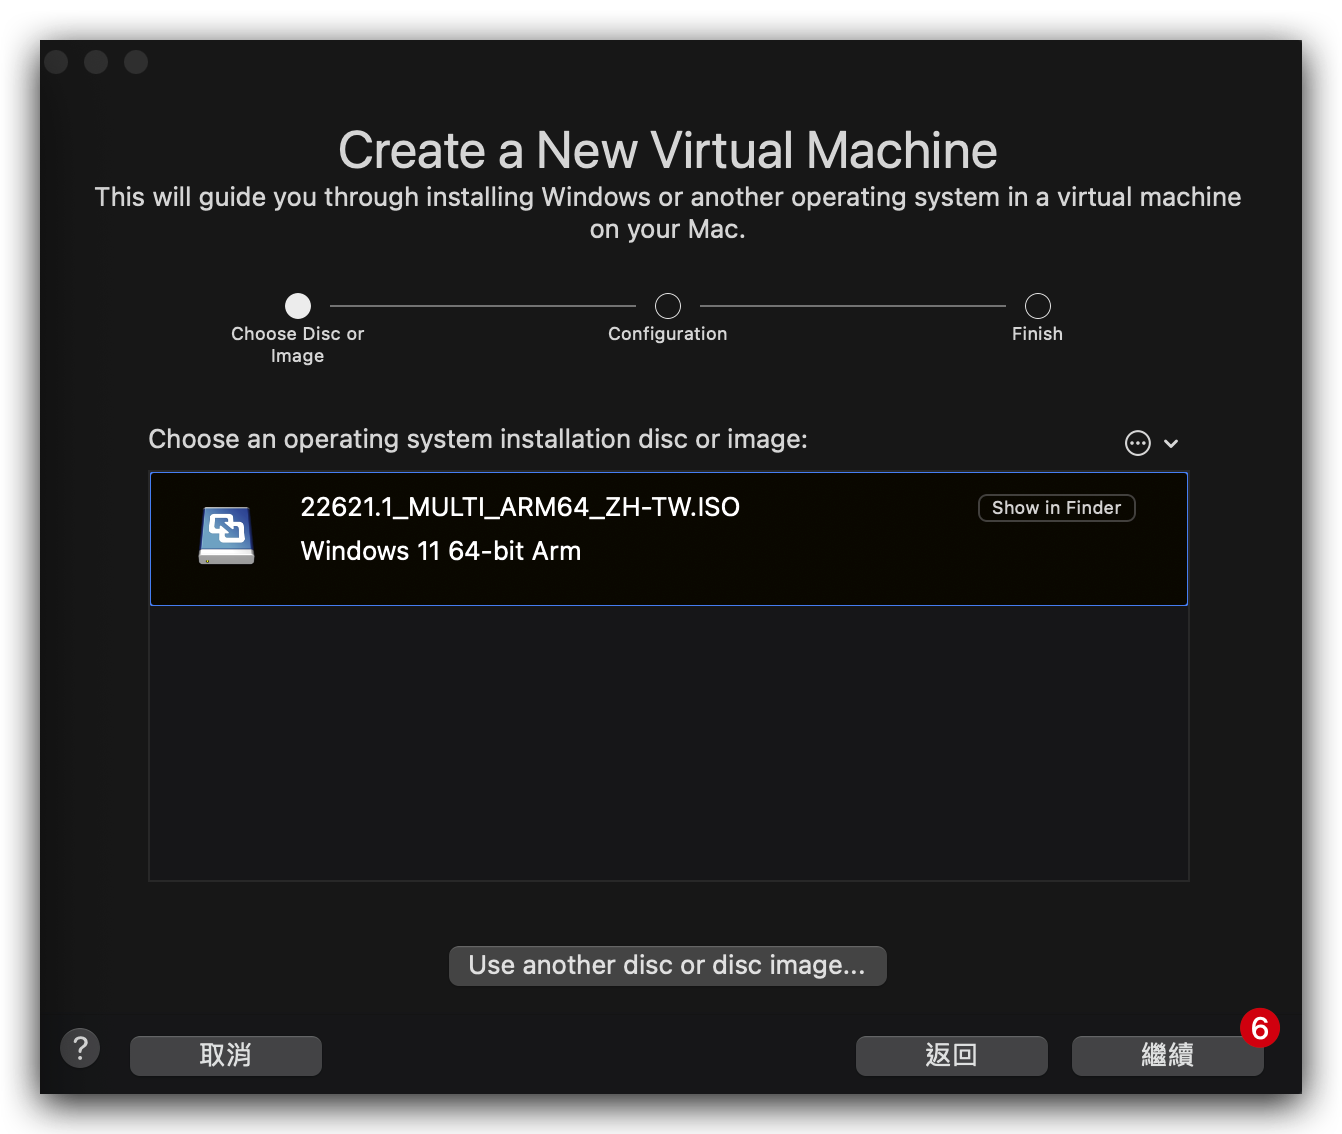 Create a New Virtual Machine
This will guide you through installing Windows or another operating system in a virtual machine
on your Mac.
Choose Disc or
Image
Configuration
Finish
Choose an operating system installation disc or image:
22621.1_MULTI_ARM64_ZH-TW.ISO
Show in Finder
Windows 11 64-bit Arm
Use another disc or disc image...
?
取消
返回
繼續
6